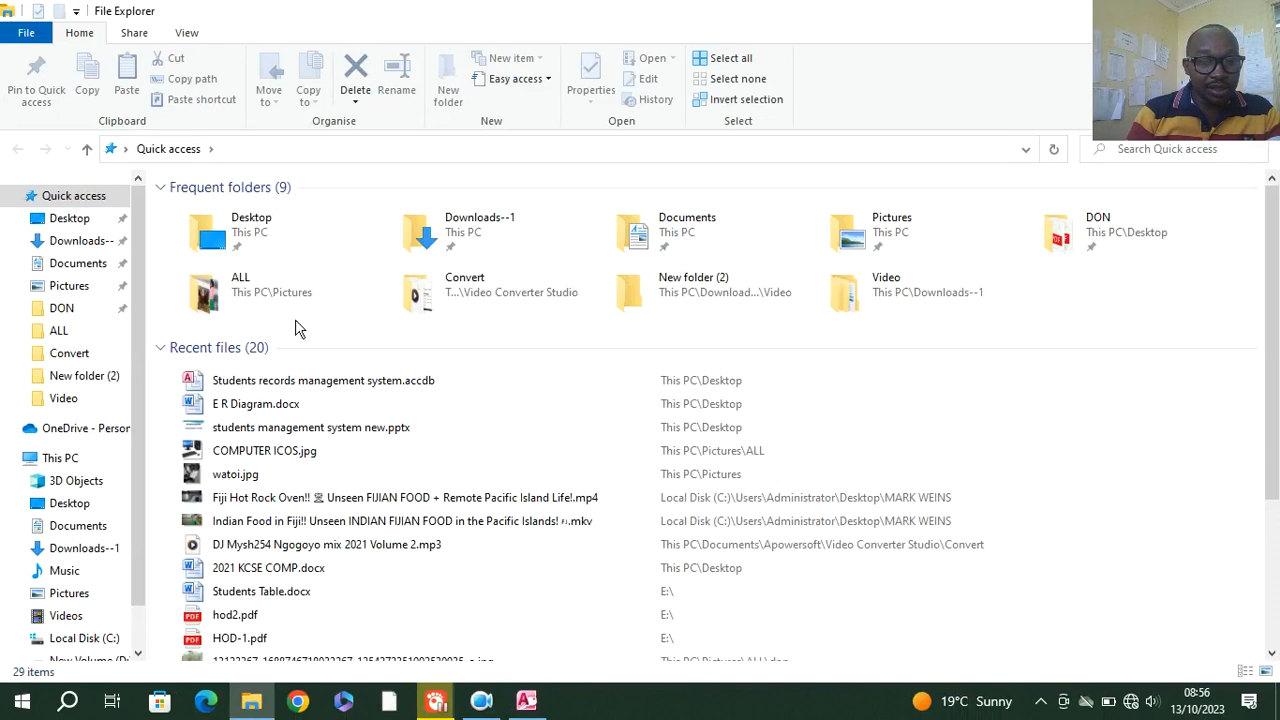 File Explorer
File Home Share View
Pin to Quick access
Copy
Paste
Cut
Copy path
Paste shortcut
Clipboard
Move to
Copy to
Delete
Rename
Organise
New folder
New item
Easy access
New
Properties
Open
Edit
History
Open
Select all
Select none
Invert selection
Select
Quick access
Search Quick access
Quick access
Desktop
Downloads--
Documents
Pictures
DON
ALL
Convert
New folder (2)
Video
OneDrive - Person
This PC
3D Objects
Desktop
Documents
Downloads--1
Music
Pictures
Videos
Local Disk (C:)
New Volume (D:
Frequent folders (9)
Desktop
This PC
Downloads--1
This PC
Documents
This PC
Pictures
This PC
DON
This PC\Desktop
ALL
This PC\Pictures
Convert
T...\Video Converter Studio
New folder (2)
This PC\Download...\Video
Video
This PC\Downloads--1
Recent files (20)
Students records management system.accdb This PC\Desktop
E R Diagram.docx This PC\Desktop
students management system new.pptx This PC\Desktop
COMPUTER ICOS.jpg This PC\Pictures\ALL
watoi.jpg This PC\Pictures
Fiji Hot Rock Oven!! Unseen FIJIAN FOOD + Remote Pacific Island Life!.mp4 Local Disk (C:)\Users\Administrator\Desktop\MARK WEINS
Indian Food in Fiji!! Unseen INDIAN FIJIAN FOOD in the Pacific Islands! .mkv Local Disk (C:)\Users\Administrator\Desktop\MARK WEINS
DJ Mysh254 Ngogoyo mix 2021 Volume 2.mp3 This PC\Documents\Apowersoft\Video Converter Studio\Convert
2021 KCSE COMP.docx This PC\Desktop
Students Table.docx E:\
hod2.pdf E:\
HOD-1.pdf E:\
29 items
19°C Sunny
08:56
13/10/2023